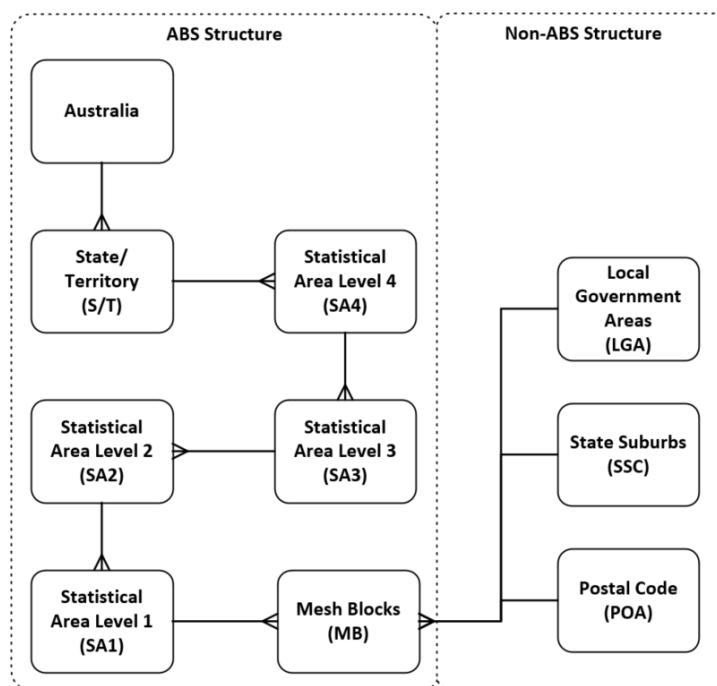 ABS Structure
Non-ABS Structure
Australia
State/
Territory
(S/T)
Statistical
Area Level 4
(SA4)
Local
Government
Areas
(LGA)
Statistical
Area Level 2
(SA2)
Statistical
Area Level 3
(SA3)
State Suburbs
(SSC)
Statistical
Area Level 1
(SA1)
Mesh Blocks
(MB)
Postal Code
(POA)